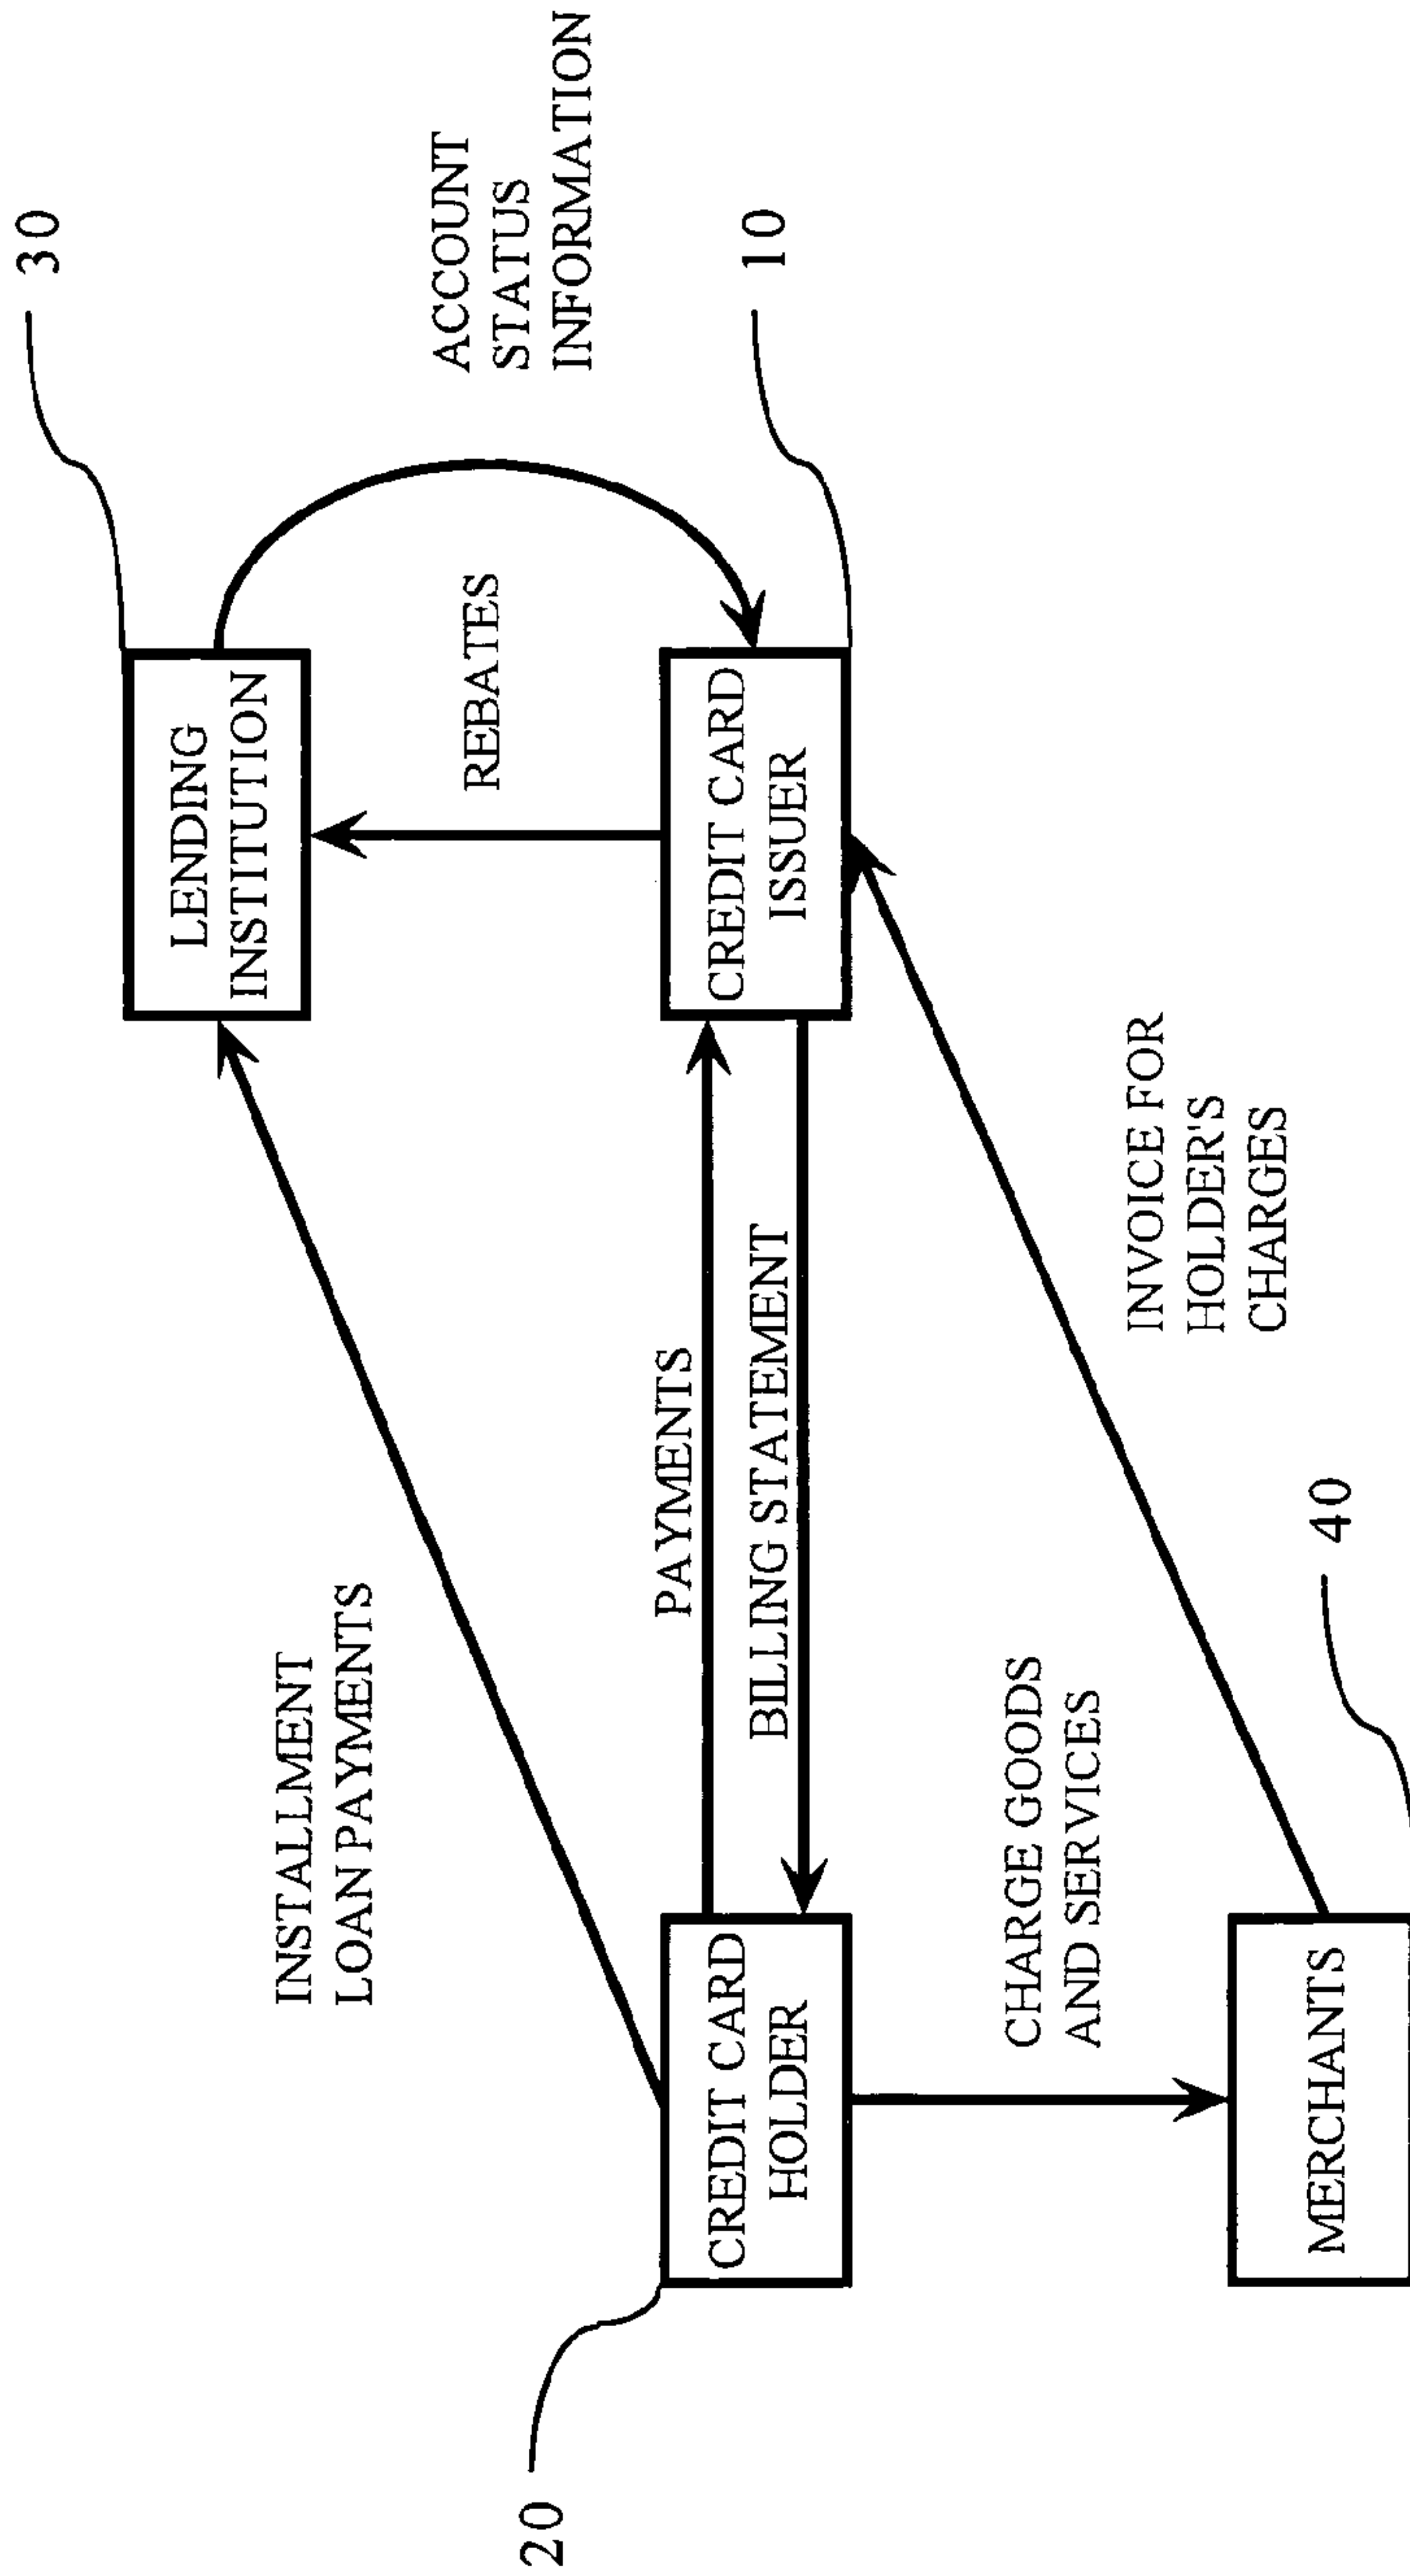 30
LENDING
INSTITUTION
ACCOUNT
STATUS
INFORMATION
REBATES
INSTALLMENT
LOAN PAYMENTS
20
CREDIT CARD
HOLDER
PAYMENTS
BILLING STATEMENT
CREDIT CARD
ISSUER
10
CHARGE GOODS
AND SERVICES
INVOICE FOR
HOLDER'S
CHARGES
MERCHANTS
40